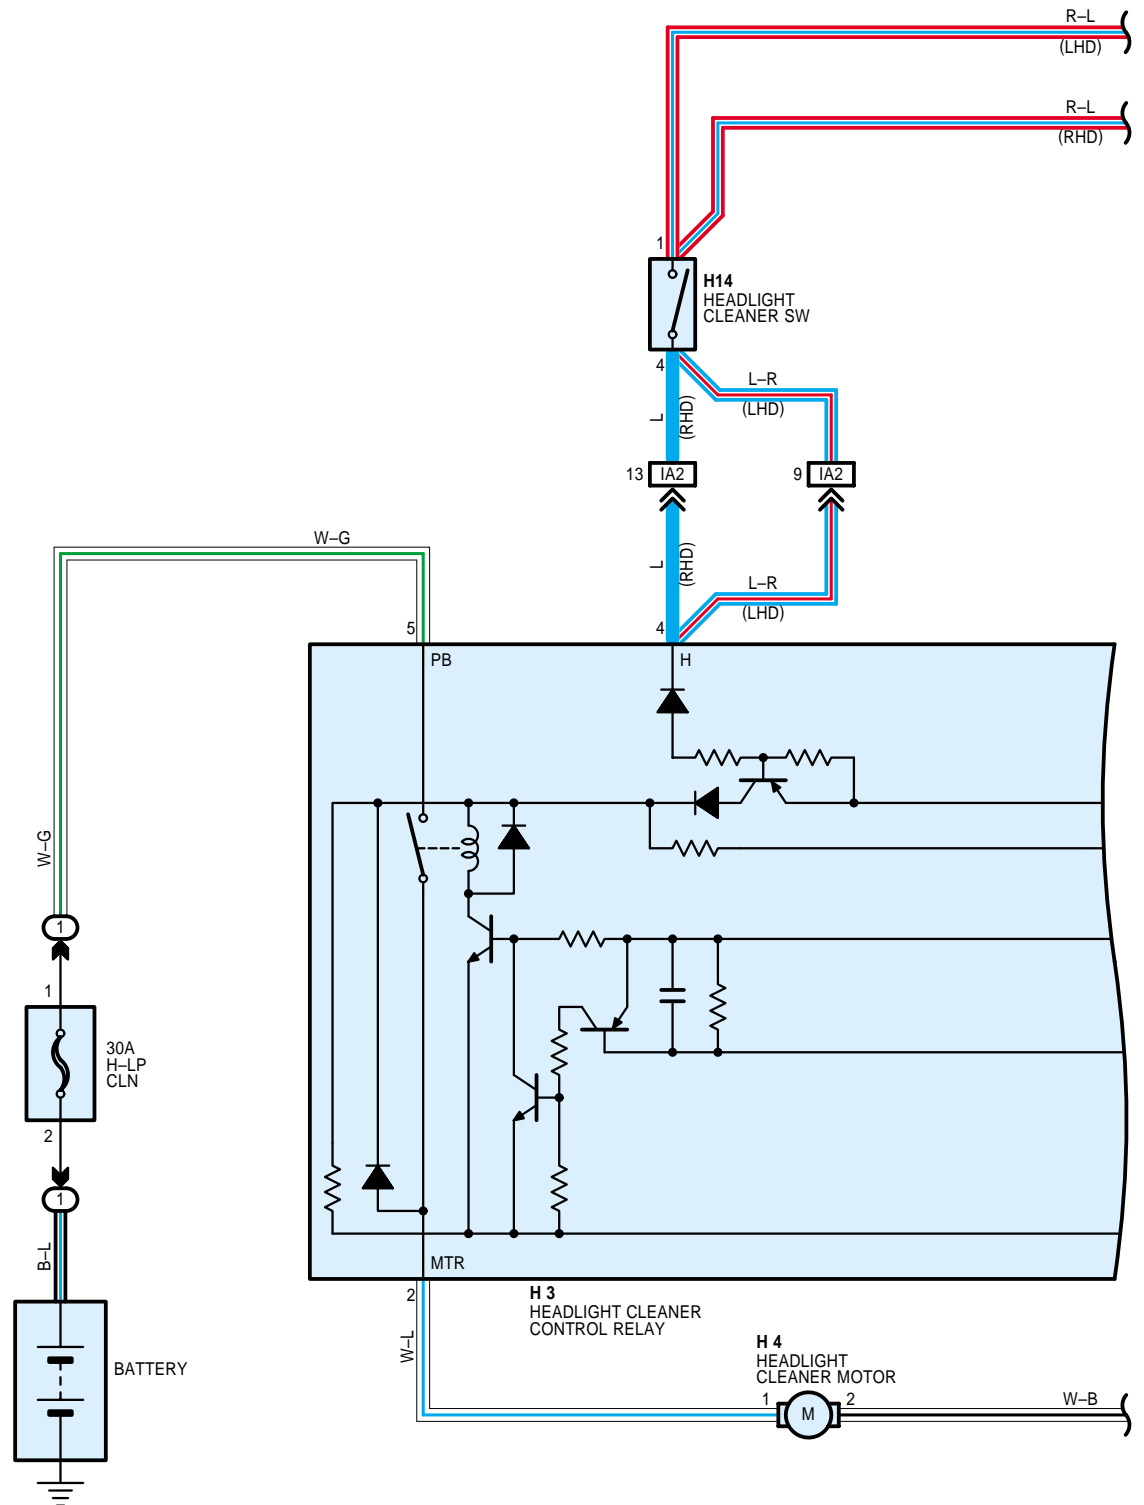 R–L
(LHD)
R–L
(RHD)
1
H14
HEADLIGHT
CLEANER SW
4
L–R
(LHD)
L
(RHD)
13
IA2
9
IA2
W–G
L
(RHD)
L–R
(LHD)
5
4
PB
H
W–G
1
1
30A
H–LP
CLN
2
1
B–L
MTR
2
H 3
HEADLIGHT CLEANER
CONTROL RELAY
W–L
BATTERY
H 4
HEADLIGHT
CLEANER MOTOR
1
M
2
W–B